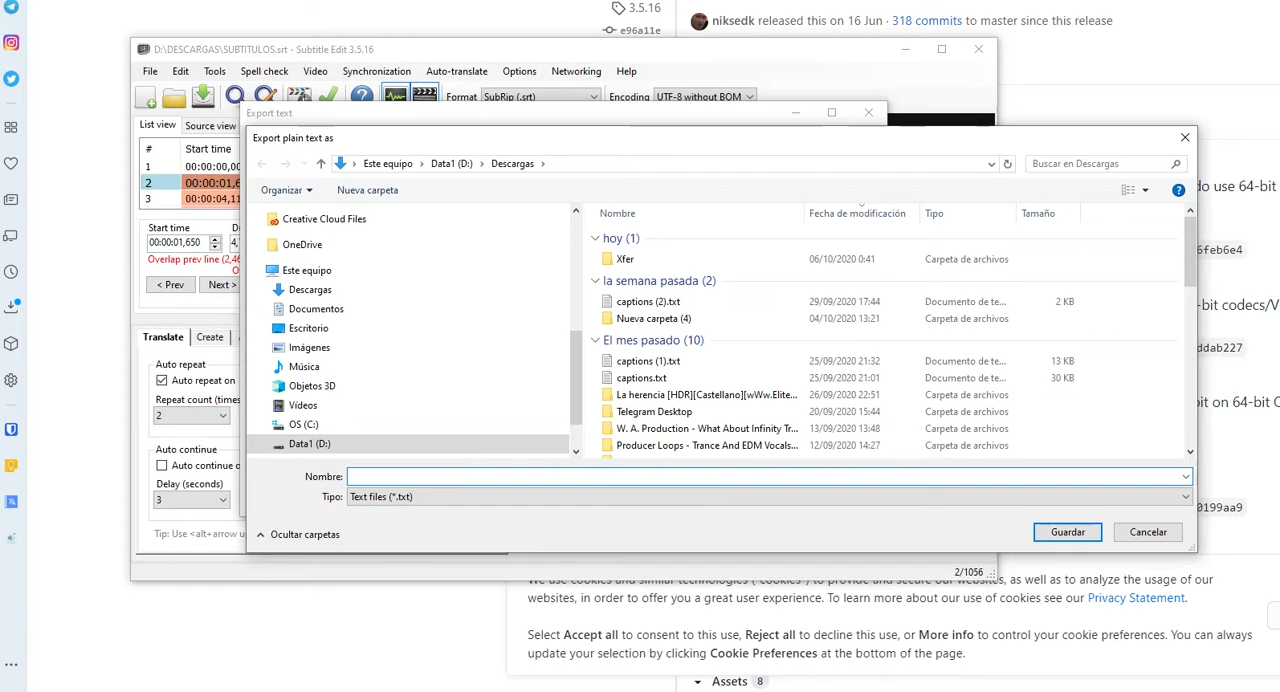 3.5.16
e96a11e
niksedk released this on 16 Jun · 318 commits to master since this release
D:\DESCARGAS\SUBTITULOS.srt - Subtitle Edit 3.5.16
File Edit Tools Spell check Video Synchronization Auto-translate Options Networking Help
Format SubRip (.srt) Encoding UTF-8 without BOM
Export text
List view Source view
# Start time
1 00:00:00,00
2 00:00:01,6
3 00:00:04,11
Start time
00:00:01,650
Overlap prev line (2,46
< Prev Next >
Translate Create
Auto repeat
Auto repeat on
Repeat count (times
2
Auto continue
Auto continue o
Delay (seconds)
3
Tip: Use <alt+arrow u
2/1056
Export plain text as
Este equipo Data1 (D:) Descargas
Buscar en Descargas
Organizar Nueva carpeta
Creative Cloud Files
OneDrive
Este equipo
Descargas
Documentos
Escritorio
Imágenes
Música
Objetos 3D
Vídeos
OS (C:)
Data1 (D:)
Nombre Fecha de modificación Tipo Tamaño
hoy (1)
Xfer 06/10/2020 0:41 Carpeta de archivos
la semana pasada (2)
captions (2).txt 29/09/2020 17:44 Documento de te... 2 KB
Nueva carpeta (4) 04/10/2020 13:21 Carpeta de archivos
El mes pasado (10)
captions (1).txt 25/09/2020 21:32 Documento de te... 13 KB
captions.txt 25/09/2020 21:01 Documento de te... 30 KB
La herencia [HDR][Castellano][wWw.Elite... 26/09/2020 22:51 Carpeta de archivos
Telegram Desktop 20/09/2020 15:44 Carpeta de archivos
W. A. Production - What About Infinity Tr... 13/09/2020 13:48 Carpeta de archivos
Producer Loops - Trance And EDM Vocals... 12/09/2020 14:27 Carpeta de archivos
Nombre:
Tipo: Text files (*.txt)
Ocultar carpetas
Guardar Cancelar
do use 64-bit
6feb6e4
-bit codecs/V
ddab227
bit on 64-bit
0199aa9
We use cookies and similar technologies ("cookies") to provide and secure our websites, as well as to analyze the usage of our
websites, in order to offer you a great user experience. To learn more about our use of cookies see our Privacy Statement.
Select Accept all to consent to this use, Reject all to decline this use, or More info to control your cookie preferences. You can always
update your selection by clicking Cookie Preferences at the bottom of the page.
Assets 8